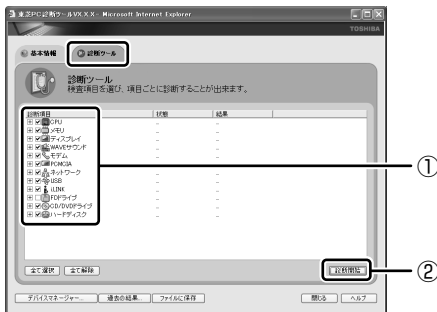 東芝PC診断ツールVX.X.X - Microsoft Internet Explorer
TOSHIBA
基本情報
診断ツール
診断ツール
検査項目を選び、項目ごとに診断することが出来ます。
診断項目 状態 結果
CPU - -
メモリ - -
ディスプレイ - -
WAVEサウンド - -
モデム - -
PCMCIA - -
ネットワーク - -
USB - -
i.LINK - -
FDドライブ - -
CD/DVDドライブ - -
ハードディスク - -
①
全て選択 全て解除 診断開始
②
デバイスマネージャー... 過去の結果... ファイルに保存 閉じる ヘルプ